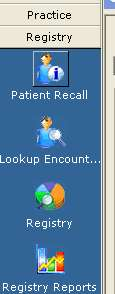 Practice
Registry
Patient Recall
Lookup Encount...
Registry
Registry Reports